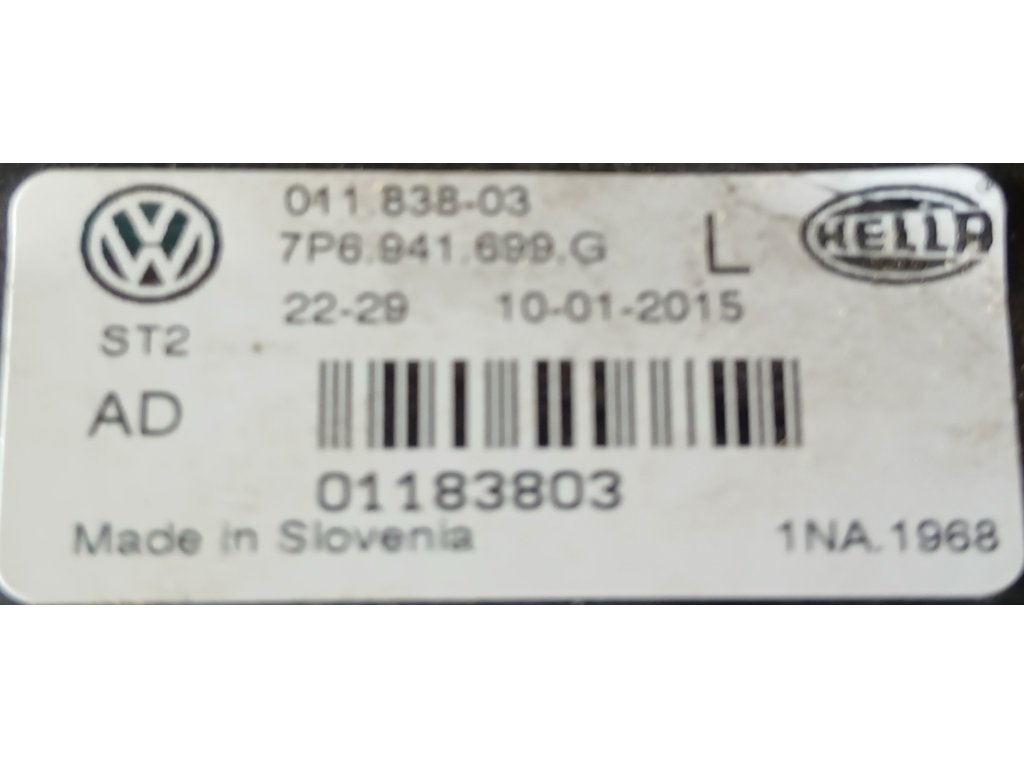 011.838-03
7P6.941.699.G L HELLA
22-29 10-01-2015
ST2
AD
01183803
Made in Slovenia 1NA.1968